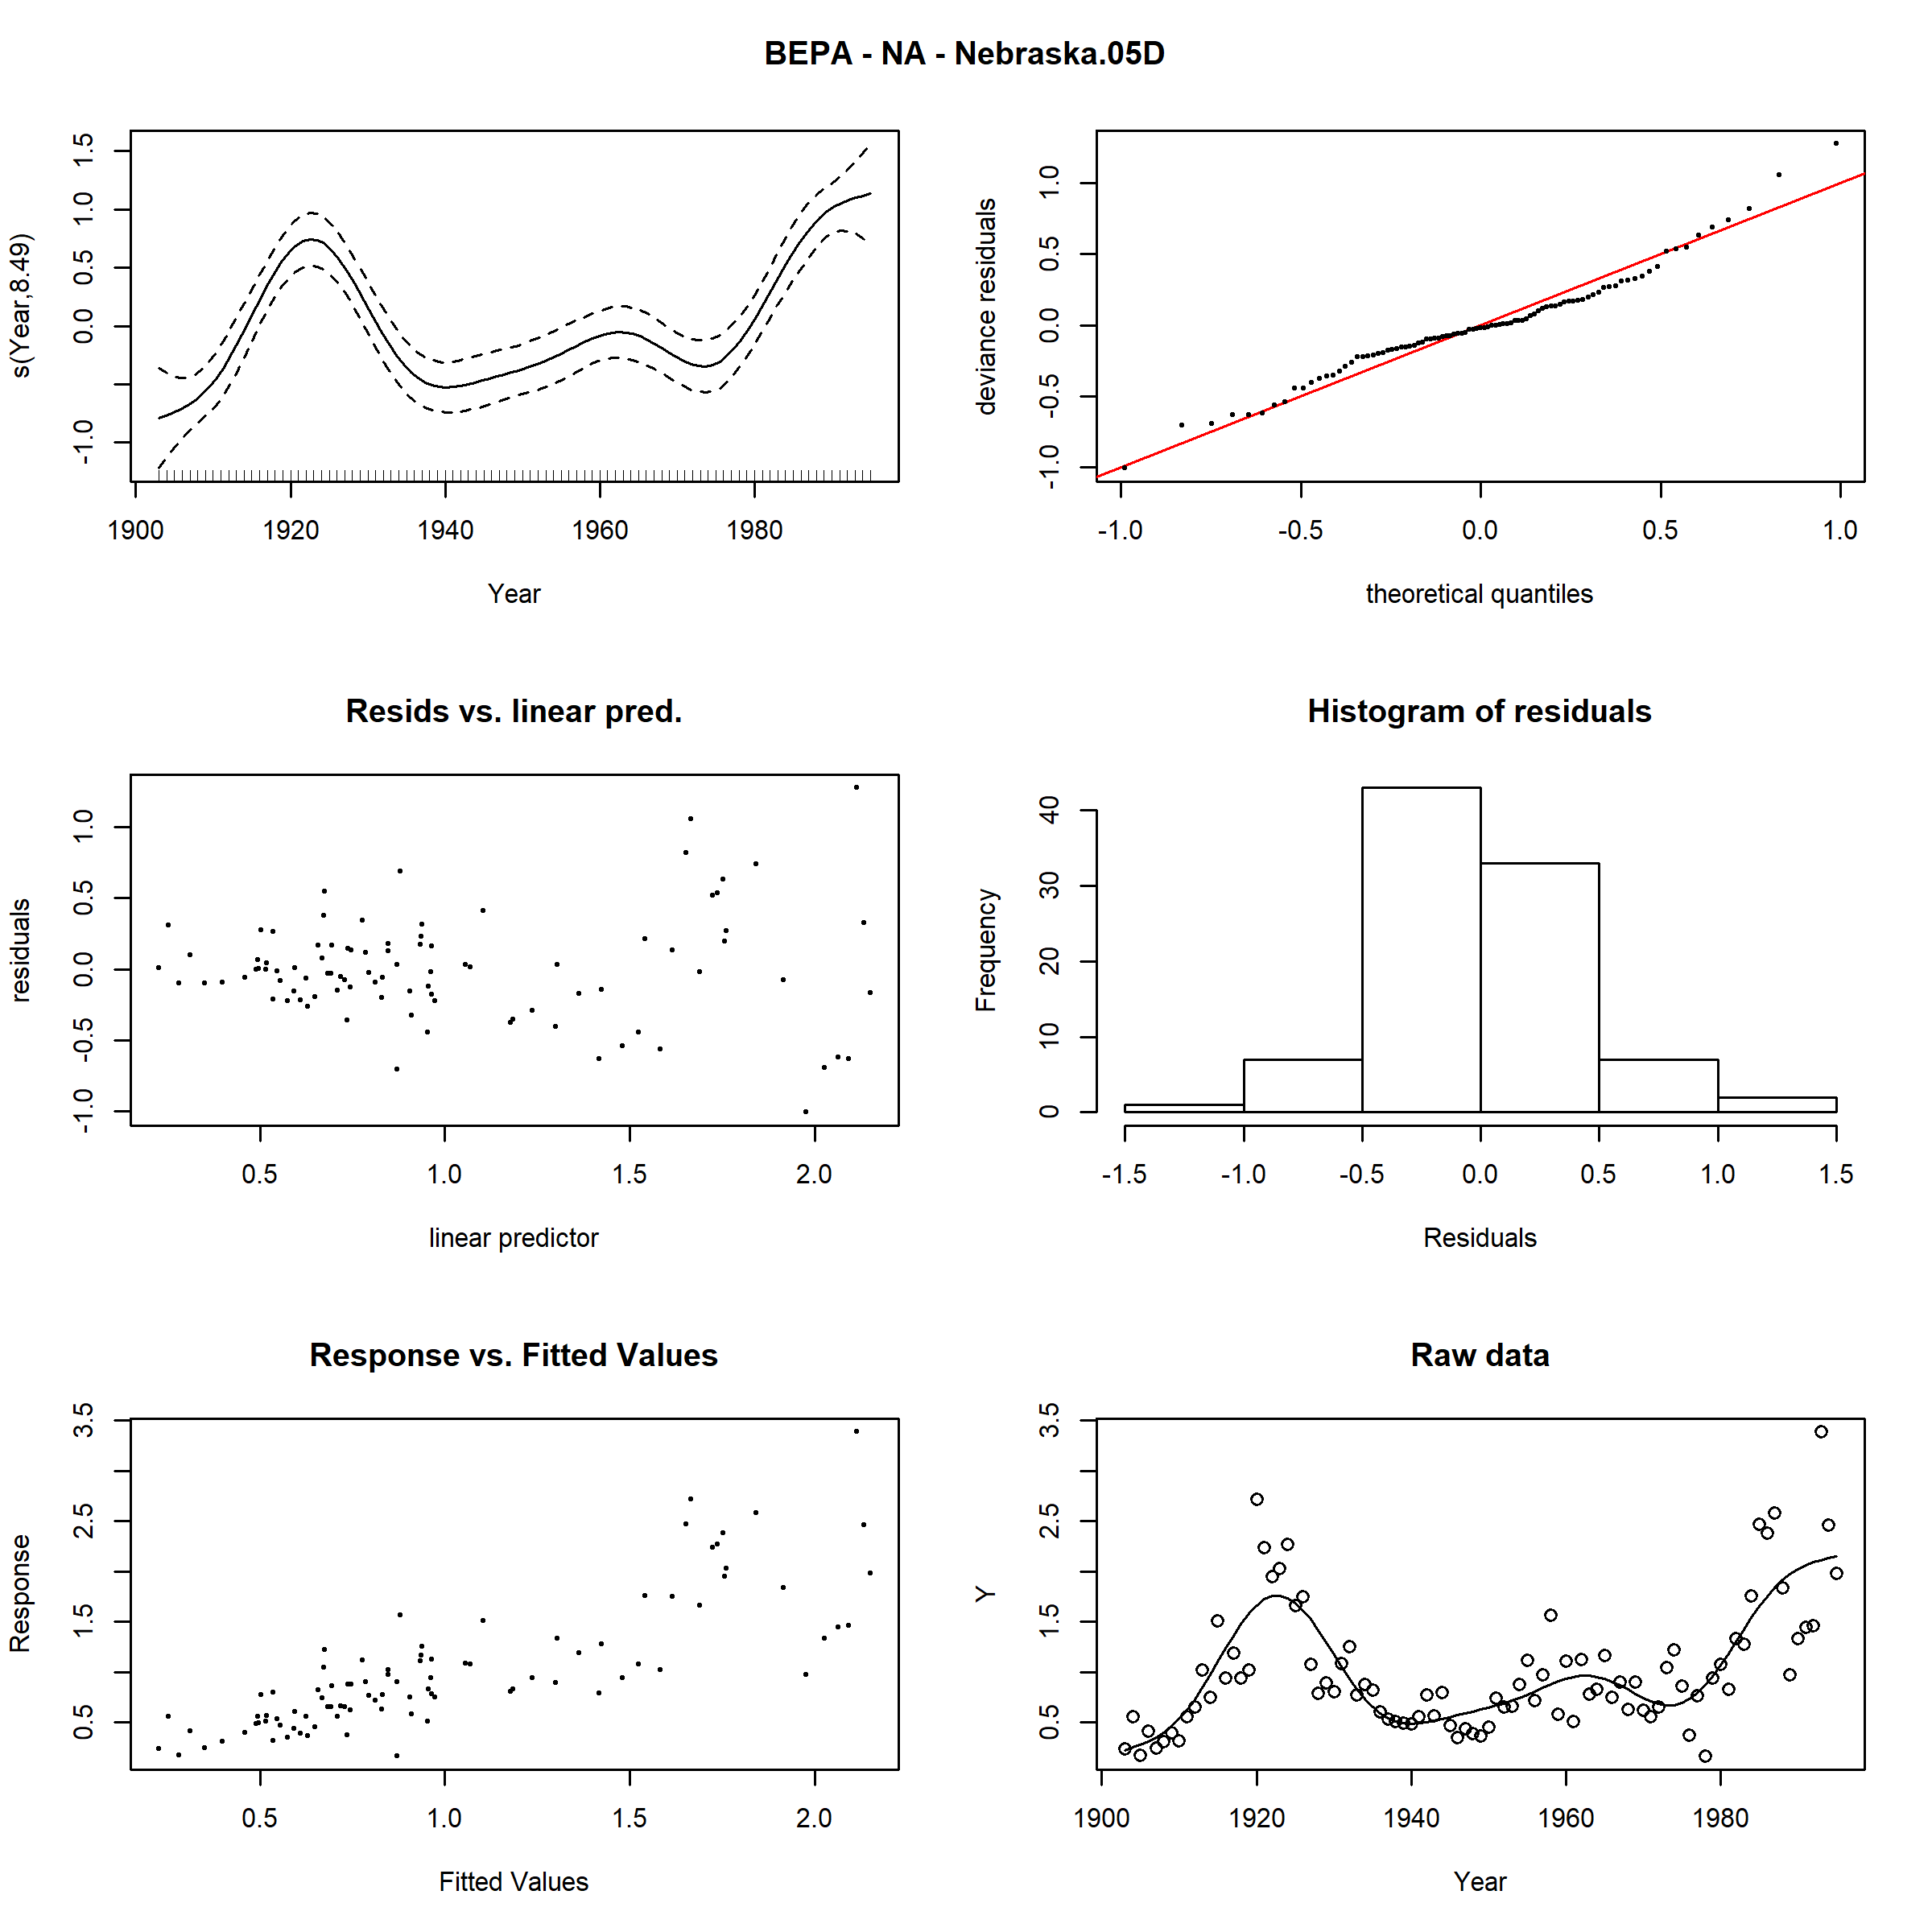 BEPA - NA - Nebraska.05D
s(Year,8.49)
1.5
1.0
0.5
0.0
-1.0
1900 1920 1940 1960 1980
Year
deviance residuals
1.0
0.5
0.0
-0.5
-1.0
-1.0 -0.5 0.0 0.5 1.0
theoretical quantiles
Resids vs. linear pred.
residuals
1.0
0.5
0.0
-0.5
-1.0
0.5 1.0 1.5 2.0
linear predictor
Histogram of residuals
Frequency
40
30
20
10
0
-1.5 -1.0 -0.5 0.0 0.5 1.0 1.5
Residuals
Response vs. Fitted Values
Response
3.5
2.5
1.5
0.5
0.5 1.0 1.5 2.0
Fitted Values
Raw data
Y
3.5
2.5
1.5
0.5
1900 1920 1940 1960 1980
Year